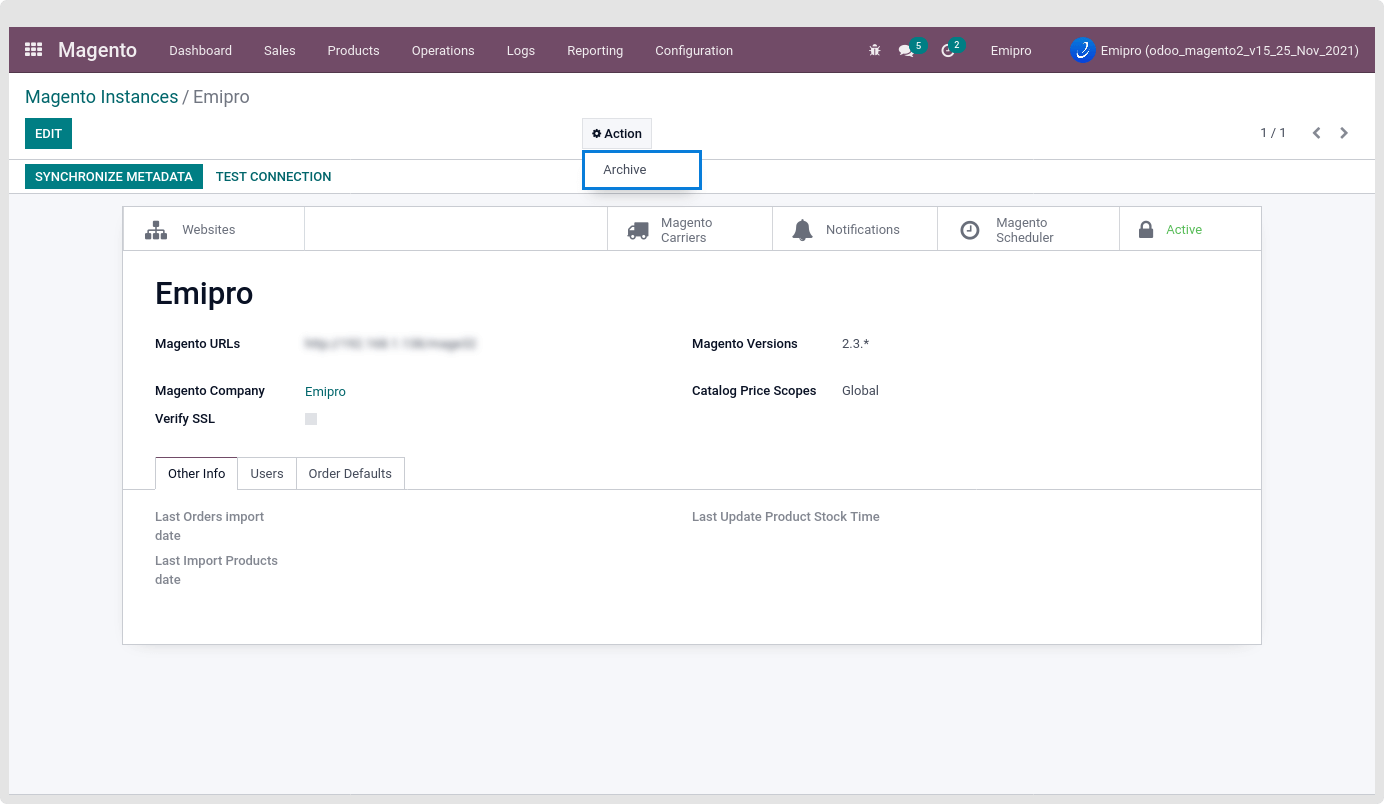 Magento Dashboard Sales Products Operations Logs Reporting Configuration 5 2 Emipro Emipro (odoo_magento2_v15_25_Nov_2021)
Magento Instances / Emipro
EDIT Action 1 / 1
SYNCHRONIZE METADATA TEST CONNECTION Archive
Websites Magento Carriers Notifications Magento Scheduler Active
Emipro
Magento URLs Magento Versions 2.3.*
Magento Company Emipro Catalog Price Scopes Global
Verify SSL
Other Info Users Order Defaults
Last Orders import Last Update Product Stock Time
date
Last Import Products
date